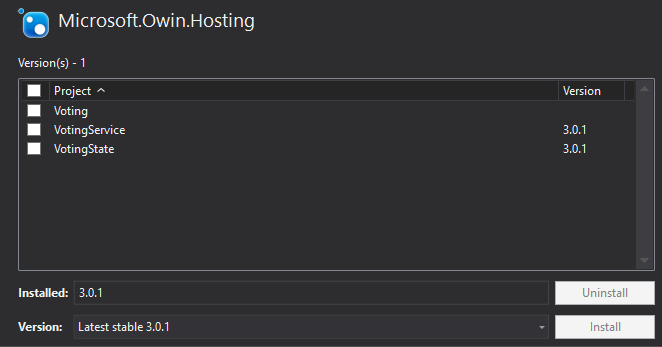 Microsoft.Owin.Hosting
Version(s) - 1
Project Version
Voting
VotingService 3.0.1
VotingState 3.0.1
Installed: 3.0.1 Uninstall
Version: Latest stable 3.0.1 Install